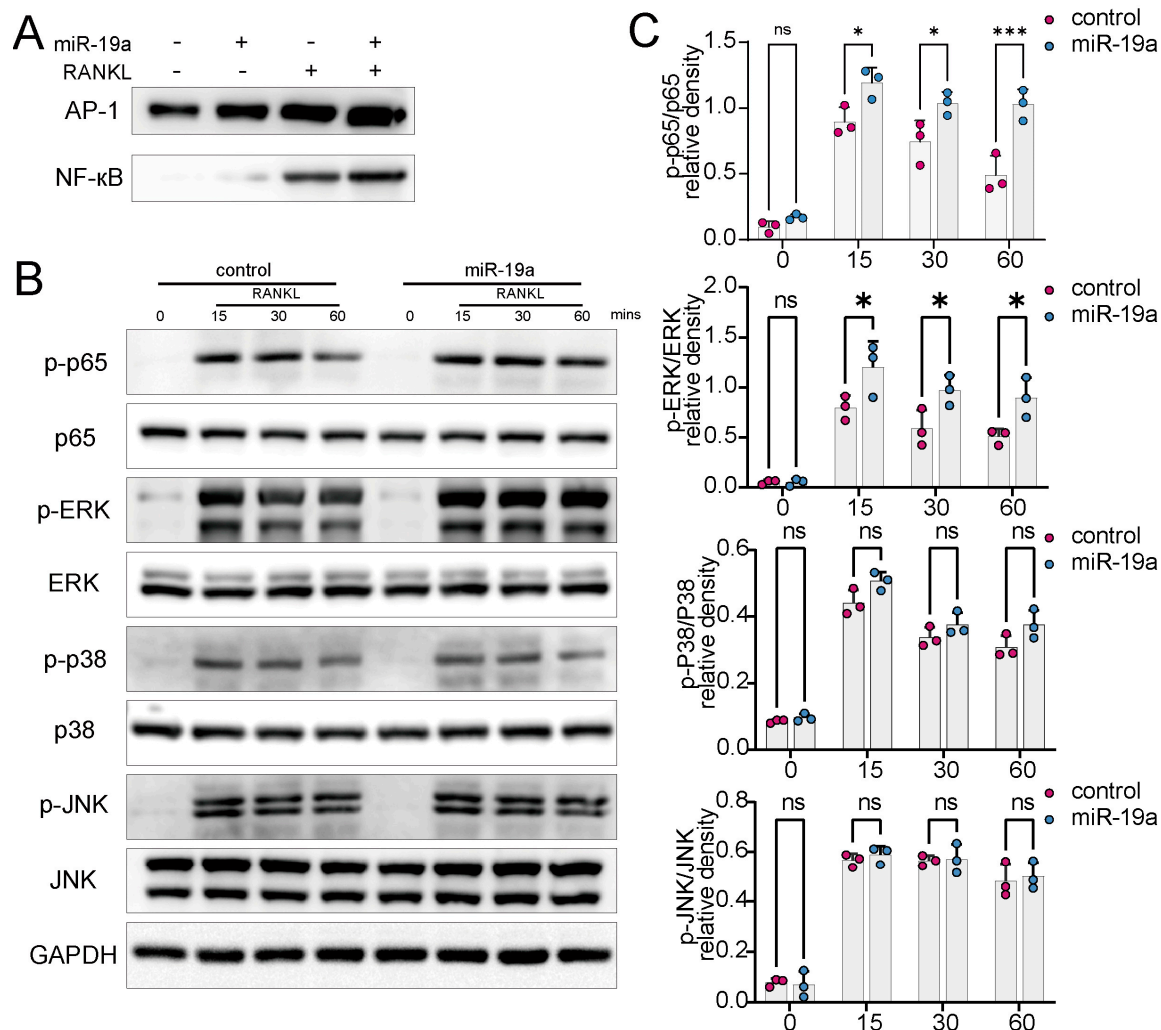 A
miR-19a - + - +
RANKL - - + +
AP-1
NF-κB
B
control miR-19a
RANKL RANKL
0 15 30 60 0 15 30 60 mins
p-p65
p65
p-ERK
ERK
p-p38
p38
p-JNK
JNK
GAPDH
C
control
miR-19a
p-p65/p65
relative density
ns * * ***
1.5
1.0
0.5
0.0
0 15 30 60
control
miR-19a
p-ERK/ERK
relative density
ns * * *
2.0
1.5
1.0
0.5
0.0
0 15 30 60
control
miR-19a
p-P38/P38
relative density
ns ns ns ns
0.6
0.4
0.2
0.0
0 15 30 60
control
miR-19a
p-JNK/JNK
relative density
ns ns ns ns
0.8
0.6
0.4
0.2
0.0
0 15 30 60